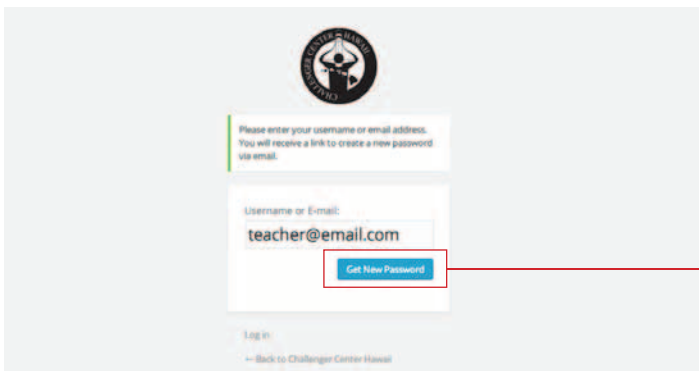 CHALLENGER CENTER HAWAII
Please enter your username or email address.
You will receive a link to create a new password
via email.
Username or E-mail:
teacher@email.com
Get New Password
Log in
← Back to Challenger Center Hawaii